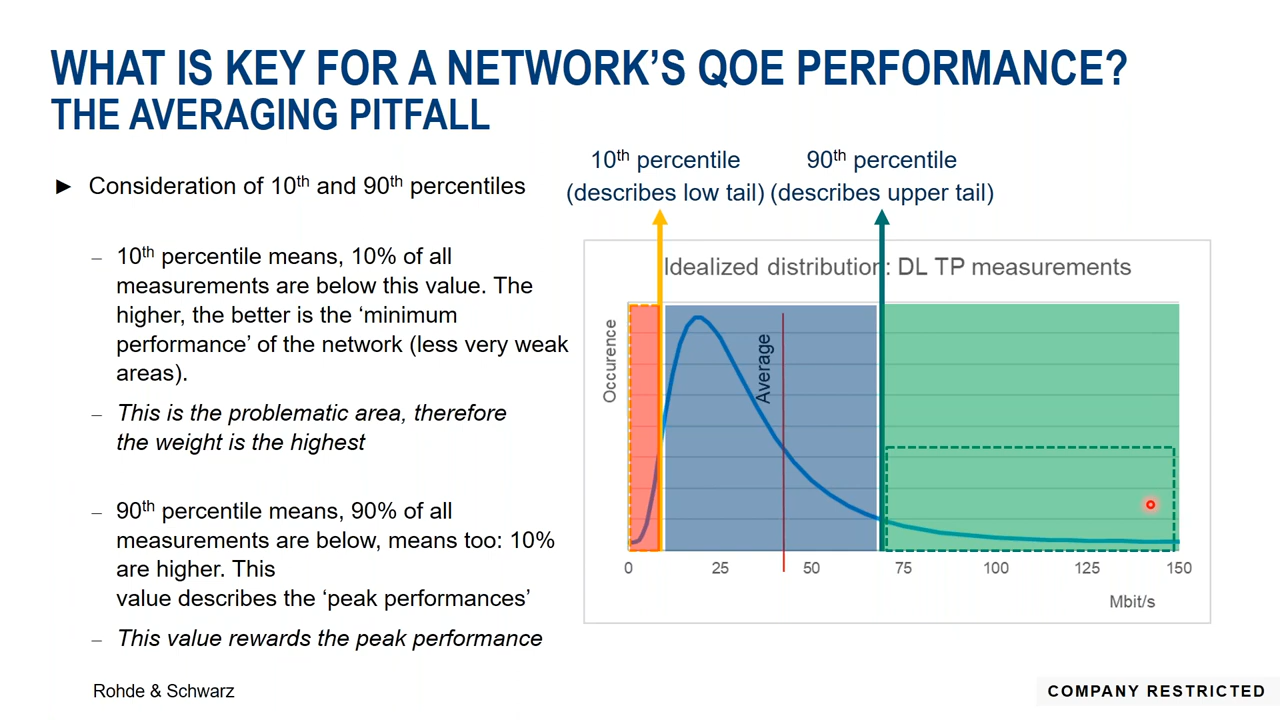 WHAT IS KEY FOR A NETWORK'S QOE PERFORMANCE?
THE AVERAGING PITFALL
► Consideration of 10th and 90th percentiles
– 10th percentile means, 10% of all
measurements are below this value. The
higher, the better is the ‘minimum
performance’ of the network (less very weak
areas).
– This is the problematic area, therefore
the weight is the highest
– 90th percentile means, 90% of all
measurements are below, means too: 10%
are higher. This
value describes the ‘peak performances’
– This value rewards the peak performance
10th percentile
(describes low tail)
90th percentile
(describes upper tail)
Idealized distribution: DL TP measurements
Occurence
Average
0 25 50 75 100 125 150
Mbit/s
Rohde & Schwarz
COMPANY RESTRICTED